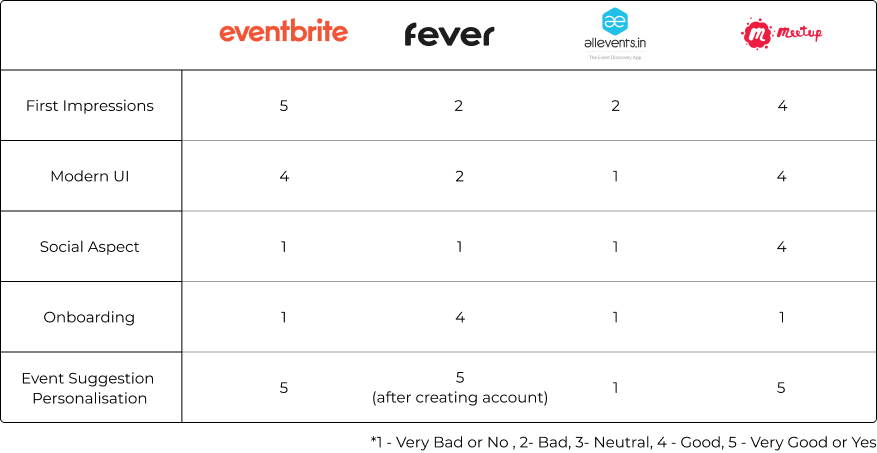 eventbrite fever æ allevents.in The Event Discovery App m meetup
First Impressions 5 2 2 4
Modern UI 4 2 1 4
Social Aspect 1 1 1 4
Onboarding 1 4 1 1
Event Suggestion
Personalisation 5 5 1 5
(after creating account)
*1 - Very Bad or No , 2- Bad, 3- Neutral, 4 - Good, 5 - Very Good or Yes